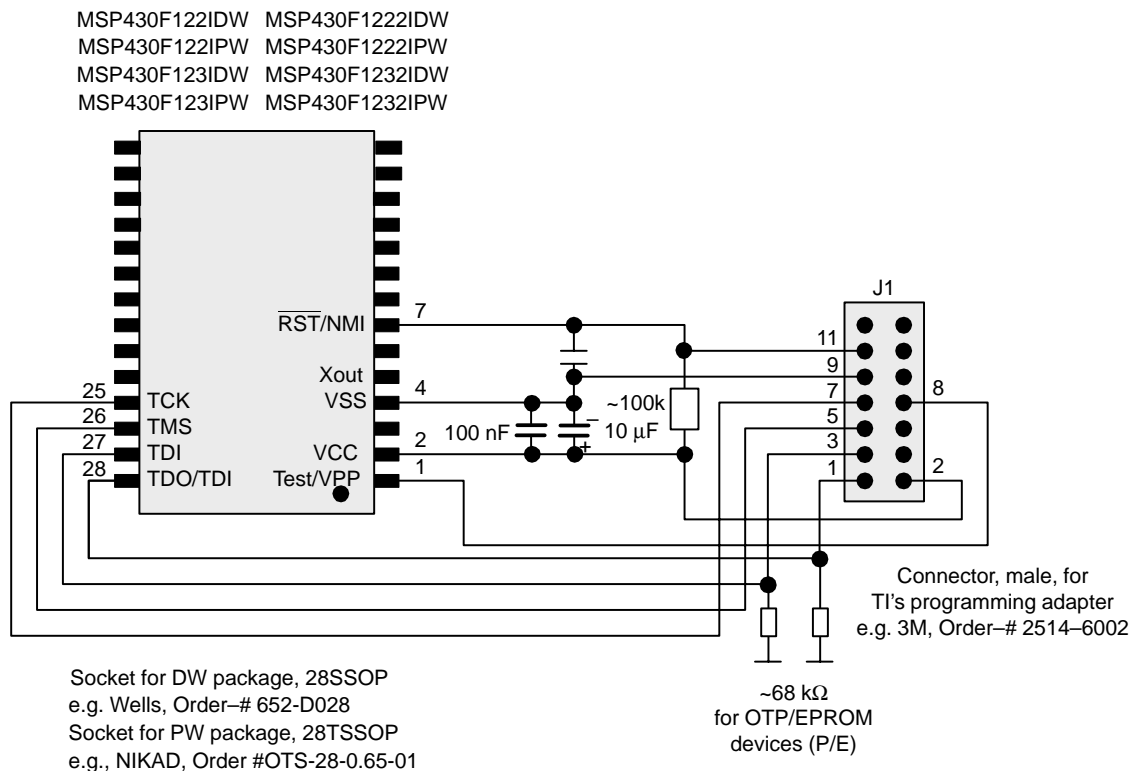 MSP430F122IDW MSP430F1222IDW
MSP430F122IPW MSP430F1222IPW
MSP430F123IDW MSP430F1232IDW
MSP430F123IPW MSP430F1232IPW
J1
7
RST/NMI
11
Xout
9
25
TCK
4
VSS
7
8
26
TMS
~100k
5
100 nF
10 μF
−
+
27
TDI
2
VCC
3
28
TDO/TDI
1
Test/VPP
1
2
Connector, male, for
TI's programming adapter
e.g. 3M, Order–# 2514–6002
Socket for DW package, 28SSOP
e.g. Wells, Order–# 652-D028
Socket for PW package, 28TSSOP
e.g., NIKAD, Order #OTS-28-0.65-01
~68 kΩ
for OTP/EPROM
devices (P/E)